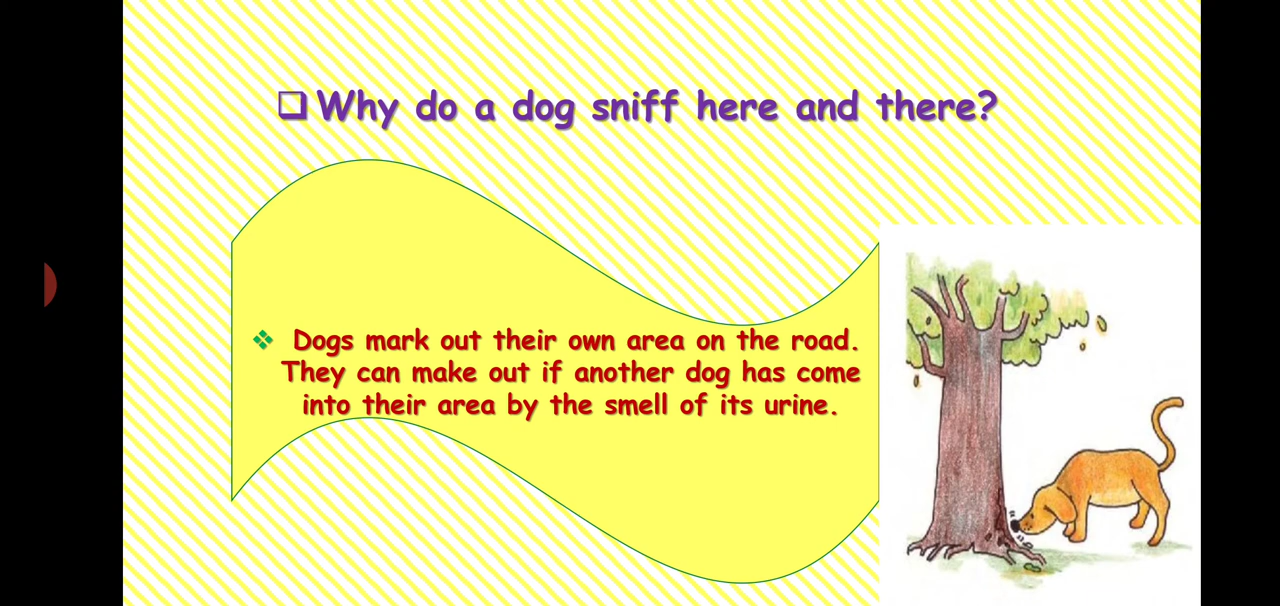 Why do a dog sniff here and there?
Dogs mark out their own area on the road.
They can make out if another dog has come
into their area by the smell of its urine.